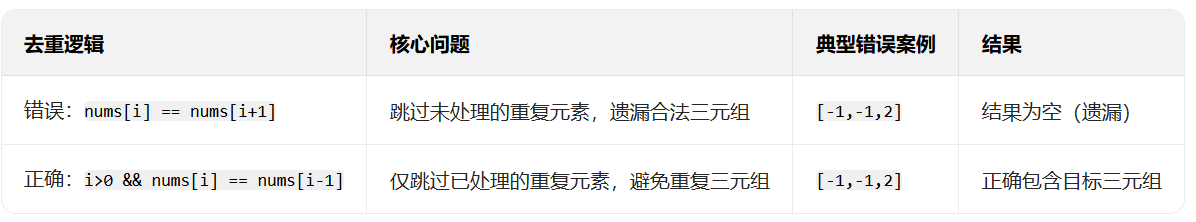 去重逻辑 核心问题 典型错误案例 结果
错误：nums[i] == nums[i+1] 跳过未处理的重复元素，遗漏合法三元组 [-1,-1,2] 结果为空（遗漏）
正确：i>0 && nums[i] == nums[i-1] 仅跳过已处理的重复元素，避免重复三元组 [-1,-1,2] 正确包含目标三元组